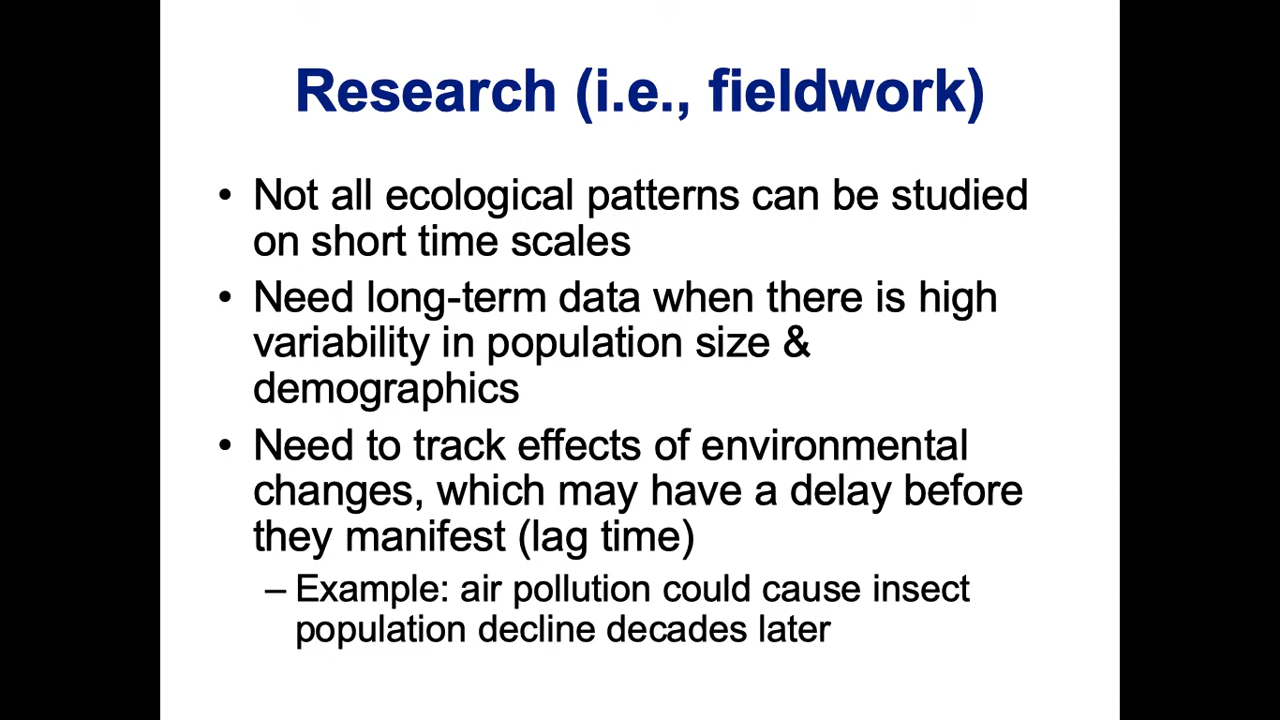 Research (i.e., fieldwork)
• Not all ecological patterns can be studied
on short time scales
• Need long-term data when there is high
variability in population size &
demographics
• Need to track effects of environmental
changes, which may have a delay before
they manifest (lag time)
– Example: air pollution could cause insect
population decline decades later